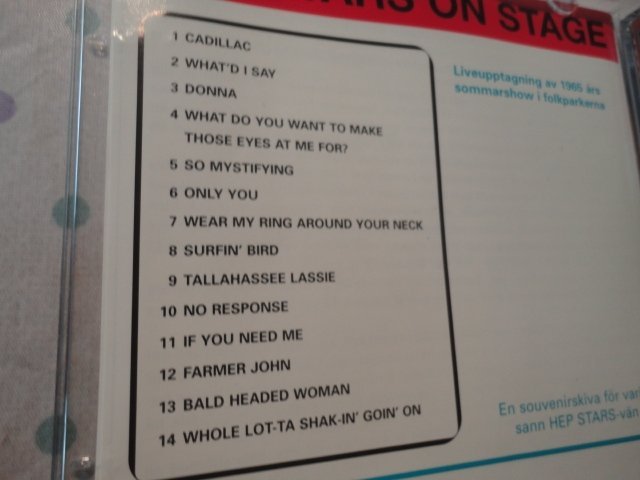 STARS ON STAGE
1 CADILLAC
2 WHAT'D I SAY
3 DONNA
4 WHAT DO YOU WANT TO MAKE
THOSE EYES AT ME FOR?
5 SO MYSTIFYING
6 ONLY YOU
7 WEAR MY RING AROUND YOUR NECK
8 SURFIN' BIRD
9 TALLAHASSEE LASSIE
10 NO RESPONSE
11 IF YOU NEED ME
12 FARMER JOHN
13 BALD HEADED WOMAN
14 WHOLE LOT-TA SHAK-IN' GOIN' ON
Liveupptagning av 1965 års
sommarshow i folkparkerna
En souvenirskiva för var
sann HEP STARS-vän